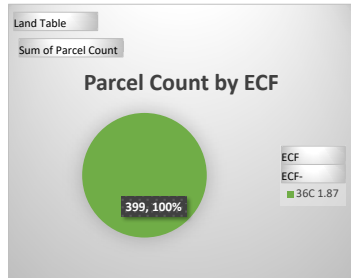 Land Table
Sum of Parcel Count
Parcel Count by ECF
399, 100%
ECF
ECF-
36C 1.87